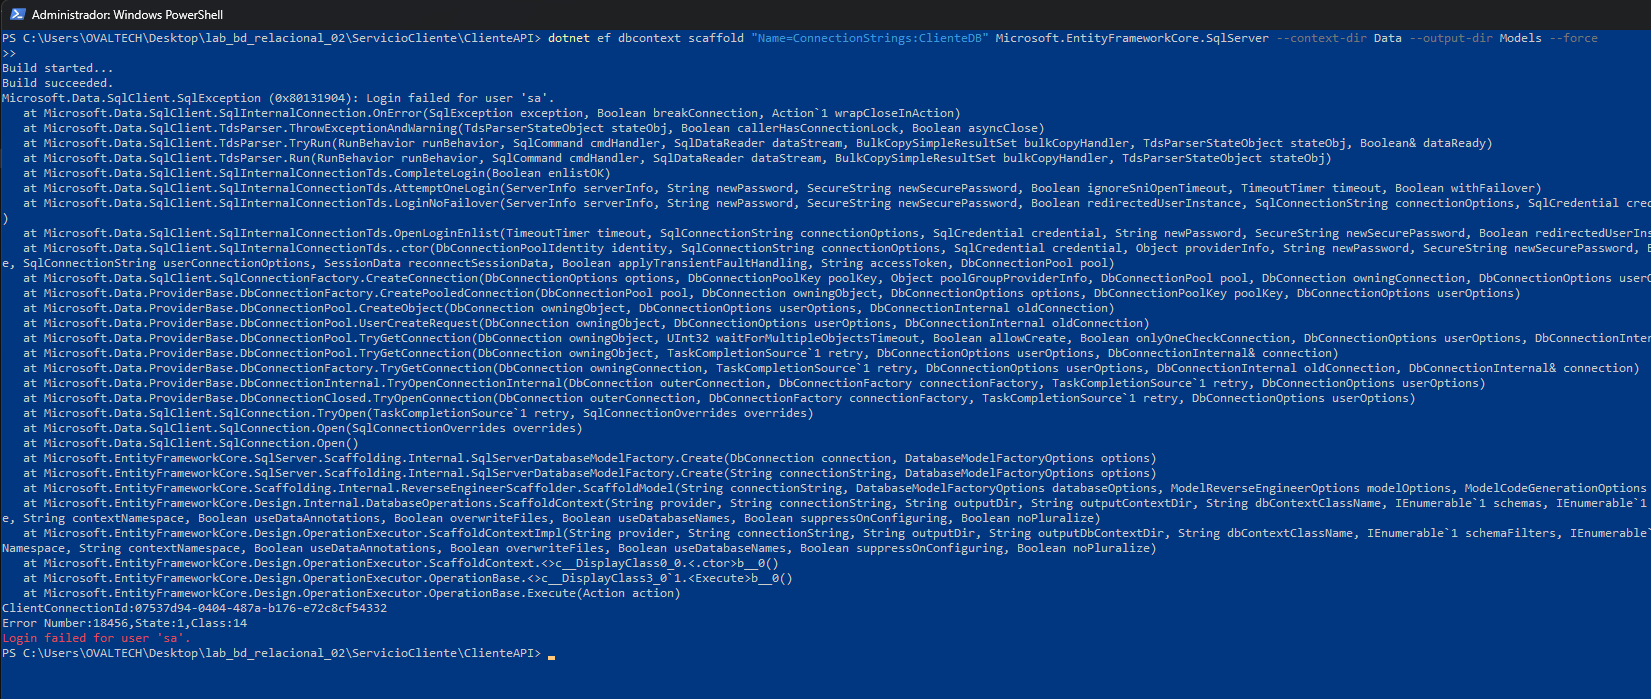 Administrador: Windows PowerShell
PS C:\Users\OVALTECH\Desktop\lab_bd_relacional_02\ServicioCliente\ClienteAPI> dotnet ef dbcontext scaffold "Name=ConnectionStrings:ClienteDB" Microsoft.EntityFrameworkCore.SqlServer --context-dir Data --output-dir Models --force
>>
Build started...
Build succeeded.
Microsoft.Data.SqlClient.SqlException (0x80131904): Login failed for user 'sa'.
   at Microsoft.Data.SqlClient.SqlInternalConnection.OnError(SqlException exception, Boolean breakConnection, Action`1 wrapCloseInAction)
   at Microsoft.Data.SqlClient.TdsParser.ThrowExceptionAndWarning(TdsParserStateObject stateObj, Boolean callerHasConnectionLock, Boolean asyncClose)
   at Microsoft.Data.SqlClient.TdsParser.TryRun(RunBehavior runBehavior, SqlCommand cmdHandler, SqlDataReader dataStream, BulkCopySimpleResultSet bulkCopyHandler, TdsParserStateObject stateObj, Boolean& dataReady)
   at Microsoft.Data.SqlClient.TdsParser.Run(RunBehavior runBehavior, SqlCommand cmdHandler, SqlDataReader dataStream, BulkCopySimpleResultSet bulkCopyHandler, TdsParserStateObject stateObj)
   at Microsoft.Data.SqlClient.SqlInternalConnectionTds.CompleteLogin(Boolean enlistOK)
   at Microsoft.Data.SqlClient.SqlInternalConnectionTds.AttemptOneLogin(ServerInfo serverInfo, String newPassword, SecureString newSecurePassword, Boolean ignoreSniOpenTimeout, TimeoutTimer timeout, Boolean withFailover)
   at Microsoft.Data.SqlClient.SqlInternalConnectionTds.LoginNoFailover(ServerInfo serverInfo, String newPassword, SecureString newSecurePassword, Boolean redirectedUserInstance, SqlConnectionString connectionOptions, SqlCredential cred
)
   at Microsoft.Data.SqlClient.SqlInternalConnectionTds.OpenLoginEnlist(TimeoutTimer timeout, SqlConnectionString connectionOptions, SqlCredential credential, String newPassword, SecureString newSecurePassword, Boolean redirectedUserIns
   at Microsoft.Data.SqlClient.SqlInternalConnectionTds..ctor(DbConnectionPoolIdentity identity, SqlConnectionString connectionOptions, SqlCredential credential, Object providerInfo, String newPassword, SecureString newSecurePassword, B
e, SqlConnectionString userConnectionOptions, SessionData reconnectSessionData, Boolean applyTransientFaultHandling, String accessToken, DbConnectionPool pool)
   at Microsoft.Data.SqlClient.SqlConnectionFactory.CreateConnection(DbConnectionOptions options, DbConnectionPoolKey poolKey, Object poolGroupProviderInfo, DbConnectionPool pool, DbConnection owningConnection, DbConnectionOptions userO
   at Microsoft.Data.ProviderBase.DbConnectionFactory.CreatePooledConnection(DbConnectionPool pool, DbConnection owningObject, DbConnectionOptions options, DbConnectionPoolKey poolKey, DbConnectionOptions userOptions)
   at Microsoft.Data.ProviderBase.DbConnectionPool.CreateObject(DbConnection owningObject, DbConnectionOptions userOptions, DbConnectionInternal oldConnection)
   at Microsoft.Data.ProviderBase.DbConnectionPool.UserCreateRequest(DbConnection owningObject, DbConnectionOptions userOptions, DbConnectionInternal oldConnection)
   at Microsoft.Data.ProviderBase.DbConnectionPool.TryGetConnection(DbConnection owningObject, UInt32 waitForMultipleObjectsTimeout, Boolean allowCreate, Boolean onlyOneCheckConnection, DbConnectionOptions userOptions, DbConnectionInter
   at Microsoft.Data.ProviderBase.DbConnectionPool.TryGetConnection(DbConnection owningObject, TaskCompletionSource`1 retry, DbConnectionOptions userOptions, DbConnectionInternal& connection)
   at Microsoft.Data.ProviderBase.DbConnectionFactory.TryGetConnection(DbConnection owningConnection, TaskCompletionSource`1 retry, DbConnectionOptions userOptions, DbConnectionInternal oldConnection, DbConnectionInternal& connection)
   at Microsoft.Data.ProviderBase.DbConnectionInternal.TryOpenConnectionInternal(DbConnection outerConnection, DbConnectionFactory connectionFactory, TaskCompletionSource`1 retry, DbConnectionOptions userOptions)
   at Microsoft.Data.ProviderBase.DbConnectionClosed.TryOpenConnection(DbConnection outerConnection, DbConnectionFactory connectionFactory, TaskCompletionSource`1 retry, DbConnectionOptions userOptions)
   at Microsoft.Data.SqlClient.SqlConnection.TryOpen(TaskCompletionSource`1 retry, SqlConnectionOverrides overrides)
   at Microsoft.Data.SqlClient.SqlConnection.Open(SqlConnectionOverrides overrides)
   at Microsoft.Data.SqlClient.SqlConnection.Open()
   at Microsoft.EntityFrameworkCore.SqlServer.Scaffolding.Internal.SqlServerDatabaseModelFactory.Create(DbConnection connection, DatabaseModelFactoryOptions options)
   at Microsoft.EntityFrameworkCore.SqlServer.Scaffolding.Internal.SqlServerDatabaseModelFactory.Create(String connectionString, DatabaseModelFactoryOptions options)
   at Microsoft.EntityFrameworkCore.Scaffolding.Internal.ReverseEngineerScaffolder.ScaffoldModel(String connectionString, DatabaseModelFactoryOptions databaseOptions, ModelReverseEngineerOptions modelOptions, ModelCodeGenerationOptions
   at Microsoft.EntityFrameworkCore.Design.Internal.DatabaseOperations.ScaffoldContext(String provider, String connectionString, String outputDir, String outputContextDir, String dbContextClassName, IEnumerable`1 schemas, IEnumerable`1
e, String contextNamespace, Boolean useDataAnnotations, Boolean overwriteFiles, Boolean useDatabaseNames, Boolean suppressOnConfiguring, Boolean noPluralize)
   at Microsoft.EntityFrameworkCore.Design.OperationExecutor.ScaffoldContextImpl(String provider, String connectionString, String outputDir, String outputDbContextDir, String dbContextClassName, IEnumerable`1 schemaFilters, IEnumerable`
Namespace, String contextNamespace, Boolean useDataAnnotations, Boolean overwriteFiles, Boolean useDatabaseNames, Boolean suppressOnConfiguring, Boolean noPluralize)
   at Microsoft.EntityFrameworkCore.Design.OperationExecutor.ScaffoldContext.<>c__DisplayClass0_0.<.ctor>b__0()
   at Microsoft.EntityFrameworkCore.Design.OperationExecutor.OperationBase.<>c__DisplayClass3_0`1.<Execute>b__0()
   at Microsoft.EntityFrameworkCore.Design.OperationExecutor.OperationBase.Execute(Action action)
ClientConnectionId:07537d94-0404-487a-b176-e72c8cf54332
Error Number:18456,State:1,Class:14
Login failed for user 'sa'.
PS C:\Users\OVALTECH\Desktop\lab_bd_relacional_02\ServicioCliente\ClienteAPI>